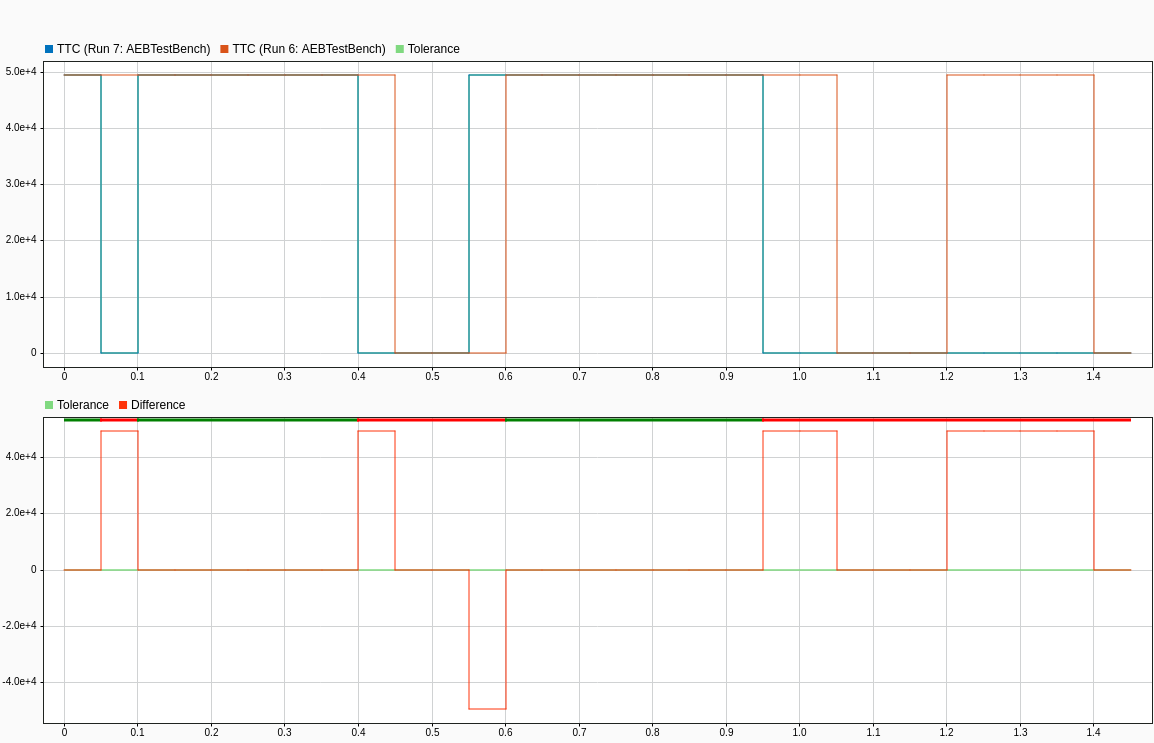 TTC (Run 7: AEBTestBench) TTC (Run 6: AEBTestBench) Tolerance
5.0e+4
4.0e+4
3.0e+4
2.0e+4
1.0e+4
0
0 0.1 0.2 0.3 0.4 0.5 0.6 0.7 0.8 0.9 1.0 1.1 1.2 1.3 1.4
Tolerance Difference
4.0e+4
2.0e+4
0
-2.0e+4
-4.0e+4
0 0.1 0.2 0.3 0.4 0.5 0.6 0.7 0.8 0.9 1.0 1.1 1.2 1.3 1.4